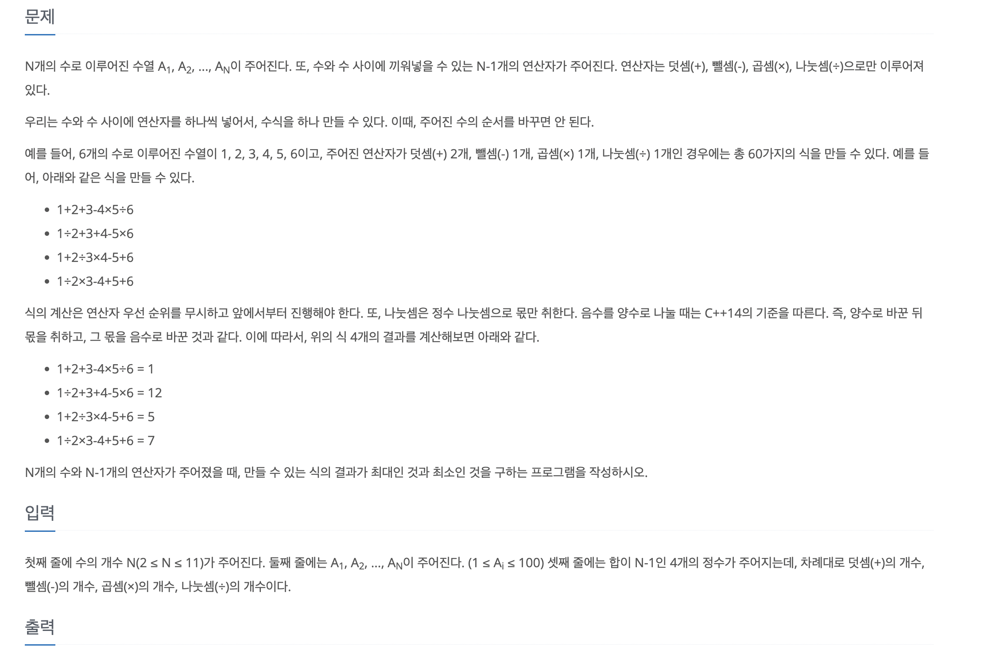 문제
N개의 수로 이루어진 수열 A1, A2, ..., AN이 주어진다. 또, 수와 수 사이에 끼워넣을 수 있는 N-1개의 연산자가 주어진다. 연산자는 덧셈(+), 뺄셈(-), 곱셈(×), 나눗셈(÷)으로만 이루어져
있다.
우리는 수와 수 사이에 연산자를 하나씩 넣어서, 수식을 하나 만들 수 있다. 이때, 주어진 수의 순서를 바꾸면 안 된다.
예를 들어, 6개의 수로 이루어진 수열이 1, 2, 3, 4, 5, 6이고, 주어진 연산자가 덧셈(+) 2개, 뺄셈(-) 1개, 곱셈(×) 1개, 나눗셈(÷) 1개인 경우에는 총 60가지의 식을 만들 수 있다. 예를 들
어, 아래와 같은 식을 만들 수 있다.
• 1+2+3-4×5÷6
• 1÷2+3+4-5×6
• 1+2÷3×4-5+6
• 1÷2×3-4+5+6
식의 계산은 연산자 우선 순위를 무시하고 앞에서부터 진행해야 한다. 또, 나눗셈은 정수 나눗셈으로 몫만 취한다. 음수를 양수로 나눌 때는 C++14의 기준을 따른다. 즉, 양수로 바꾼 뒤
몫을 취하고, 그 몫을 음수로 바꾼 것과 같다. 이에 따라서, 위의 식 4개의 결과를 계산해보면 아래와 같다.
• 1+2+3-4×5÷6 = 1
• 1÷2+3+4-5×6 = 12
• 1+2÷3×4-5+6 = 5
• 1÷2×3-4+5+6 = 7
N개의 수와 N-1개의 연산자가 주어졌을 때, 만들 수 있는 식의 결과가 최대인 것과 최소인 것을 구하는 프로그램을 작성하시오.
입력
첫째 줄에 수의 개수 N(2 ≤ N ≤ 11)가 주어진다. 둘째 줄에는 A1, A2, ..., AN이 주어진다. (1 ≤ Ai ≤ 100) 셋째 줄에는 합이 N-1인 4개의 정수가 주어지는데, 차례대로 덧셈(+)의 개수,
뺄셈(-)의 개수, 곱셈(×)의 개수, 나눗셈(÷)의 개수이다.
출력